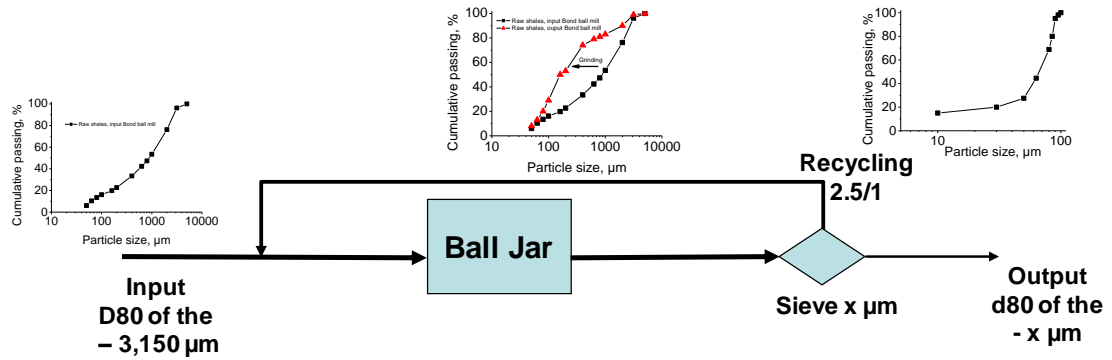 Raw shales, input Bond ball mill
Raw shales, ouput Bond ball mill
Grinding
Cumulative passing, %
100
80
60
40
20
0
10
100
1000
10000
Particle size, µm
Cumulative passing, %
100
80
60
40
20
0
10
100
Particle size, µm
Raw shales, input Bond ball mill
Cumulative passing, %
100
80
60
40
20
0
10
100
1000
10000
Particle size, µm
Recycling
2.5/1
Ball Jar
Input
D80 of the
– 3,150 µm
Sieve x µm
Output
d80 of the
- x µm